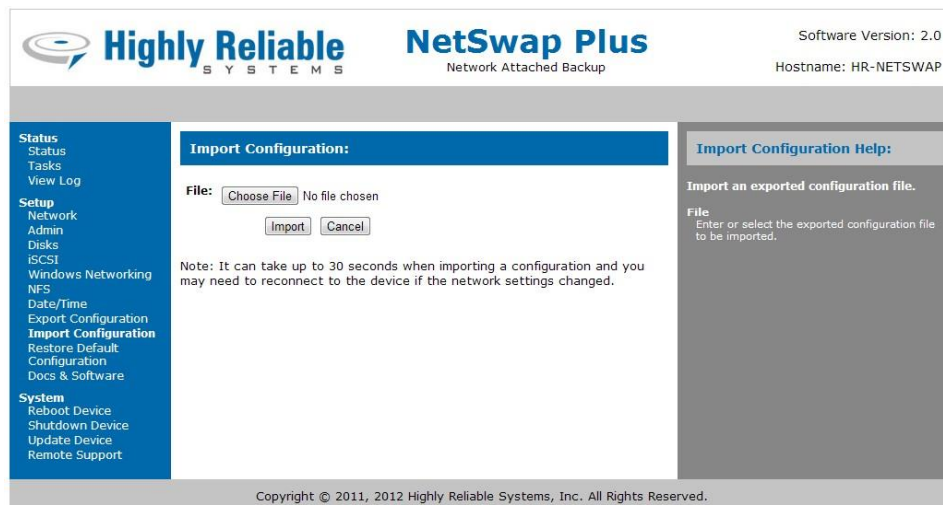 Highly Reliable
SYSTEMS
NetSwap Plus
Network Attached Backup
Software Version: 2.0
Hostname: HR-NETSWAP
Status
Status
Tasks
View Log
Setup
Network
Admin
Disks
iSCSI
Windows Networking
NFS
Date/Time
Export Configuration
Import Configuration
Restore Default
Configuration
Docs & Software
System
Reboot Device
Shutdown Device
Update Device
Remote Support
Import Configuration:
File: Choose File No file chosen
Import Cancel
Note: It can take up to 30 seconds when importing a configuration and you
may need to reconnect to the device if the network settings changed.
Import Configuration Help:
Import an exported configuration file.
File
Enter or select the exported configuration file
to be imported.
Copyright © 2011, 2012 Highly Reliable Systems, Inc. All Rights Reserved.